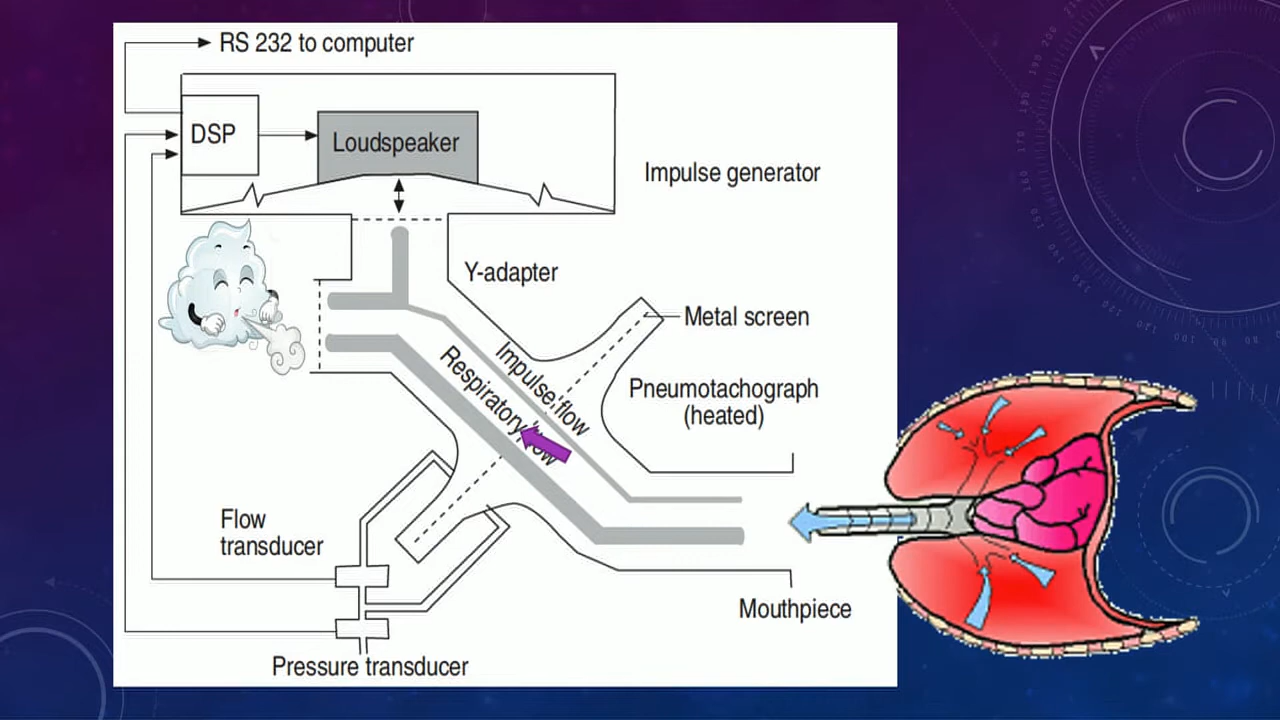 RS 232 to computer
DSP
Loudspeaker
Impulse generator
Y-adapter
Metal screen
Impulse flow
Respiratory
Pneumotachograph
(heated)
Flow
transducer
Mouthpiece
Pressure transducer